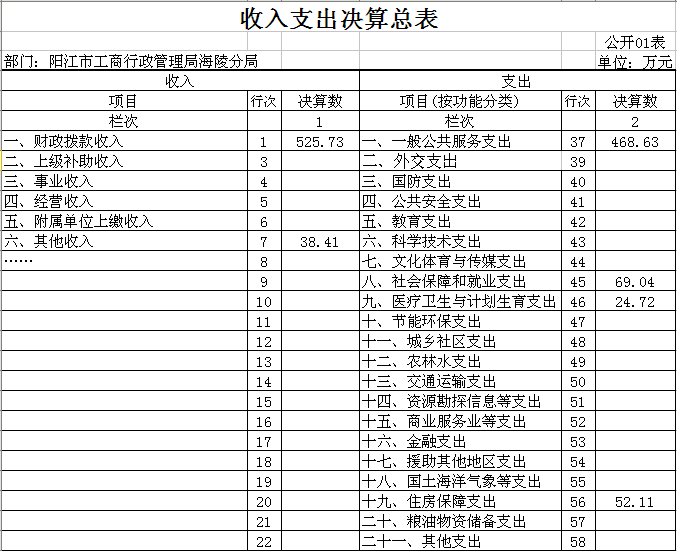 收入支出决算总表
公开01表
部门：阳江市工商行政管理局海陵分局 单位：万元
收入 支出
项目 行次 决算数 项目(按功能分类) 行次 决算数
栏次 1 栏次 2
一、财政拨款收入 1 525.73 一、一般公共服务支出 37 468.63
二、上级补助收入 3 二、外交支出 39
三、事业收入 4 三、国防支出 40
四、经营收入 5 四、公共安全支出 41
五、附属单位上缴收入 6 五、教育支出 42
六、其他收入 7 38.41 六、科学技术支出 43
…… 8 七、文化体育与传媒支出 44
9 八、社会保障和就业支出 45 69.04
10 九、医疗卫生与计划生育支出 46 24.72
11 十、节能环保支出 47
12 十一、城乡社区支出 48
13 十二、农林水支出 49
14 十三、交通运输支出 50
15 十四、资源勘探信息等支出 51
16 十五、商业服务业等支出 52
17 十六、金融支出 53
18 十七、援助其他地区支出 54
19 十八、国土海洋气象等支出 55
20 十九、住房保障支出 56 52.11
21 二十、粮油物资储备支出 57
22 二十一、其他支出 58